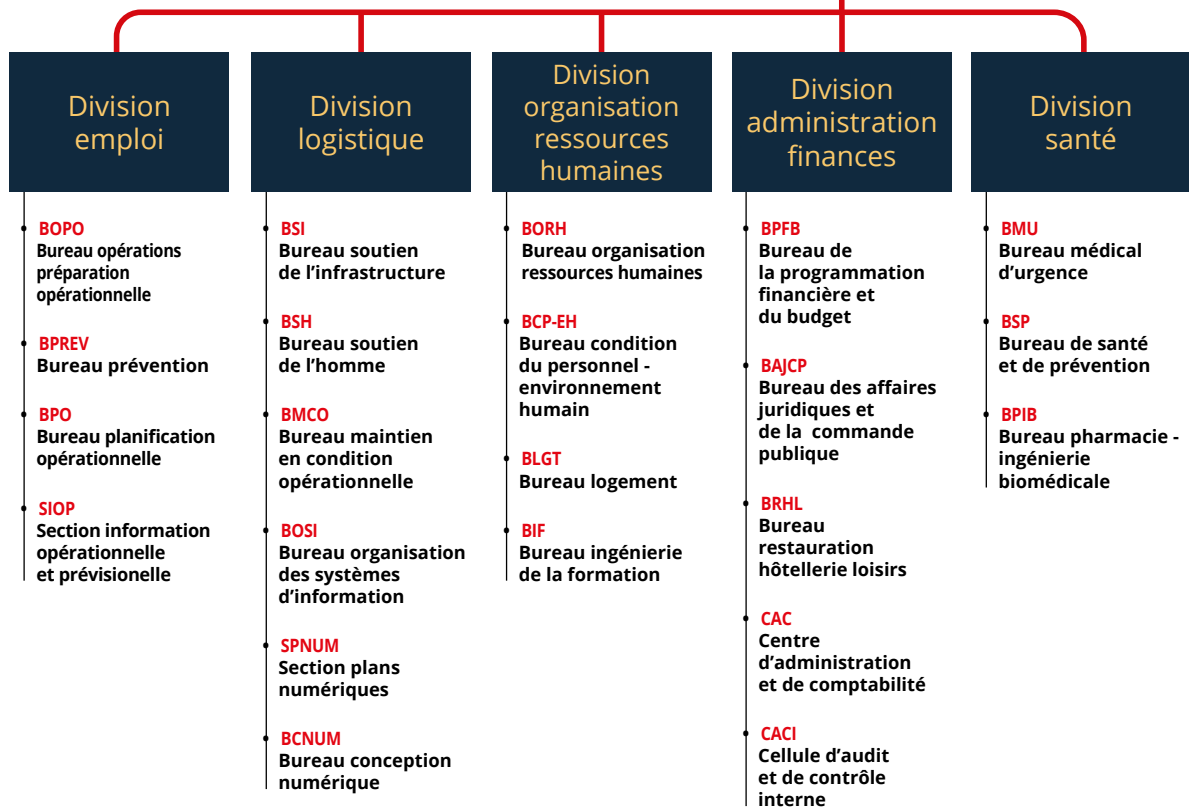 Division
emploi
BOPO
Bureau opérations
préparation
opérationnelle
BPREV
Bureau prévention
BPO
Bureau planification
opérationnelle
SIOP
Section information
opérationnelle
et prévisionelle
Division
logistique
BSI
Bureau soutien
de l’infrastructure
BSH
Bureau soutien
de l’homme
BMCO
Bureau maintien
en condition
opérationnelle
BOSI
Bureau organisation
des systèmes
d’information
SPNUM
Section plans
numériques
BCNUM
Bureau conception
numérique
Division
organisation
ressources
humaines
BORH
Bureau organisation
ressources humaines
BCP-EH
Bureau condition
du personnel -
environnement
humain
BLGT
Bureau logement
BIF
Bureau ingénierie
de la formation
Division
administration
finances
BPFB
Bureau de
la programmation
financière et
du budget
BAJCP
Bureau des affaires
juridiques et
de la commande
publique
BRHL
Bureau
restauration
hôtellerie loisirs
CAC
Centre
d’administration
et de comptabilité
CACI
Cellule d’audit
et de contrôle
interne
Division
santé
BMU
Bureau médical
d’urgence
BSP
Bureau de santé
et de prévention
BPIB
Bureau pharmacie -
ingénierie
biomédicale